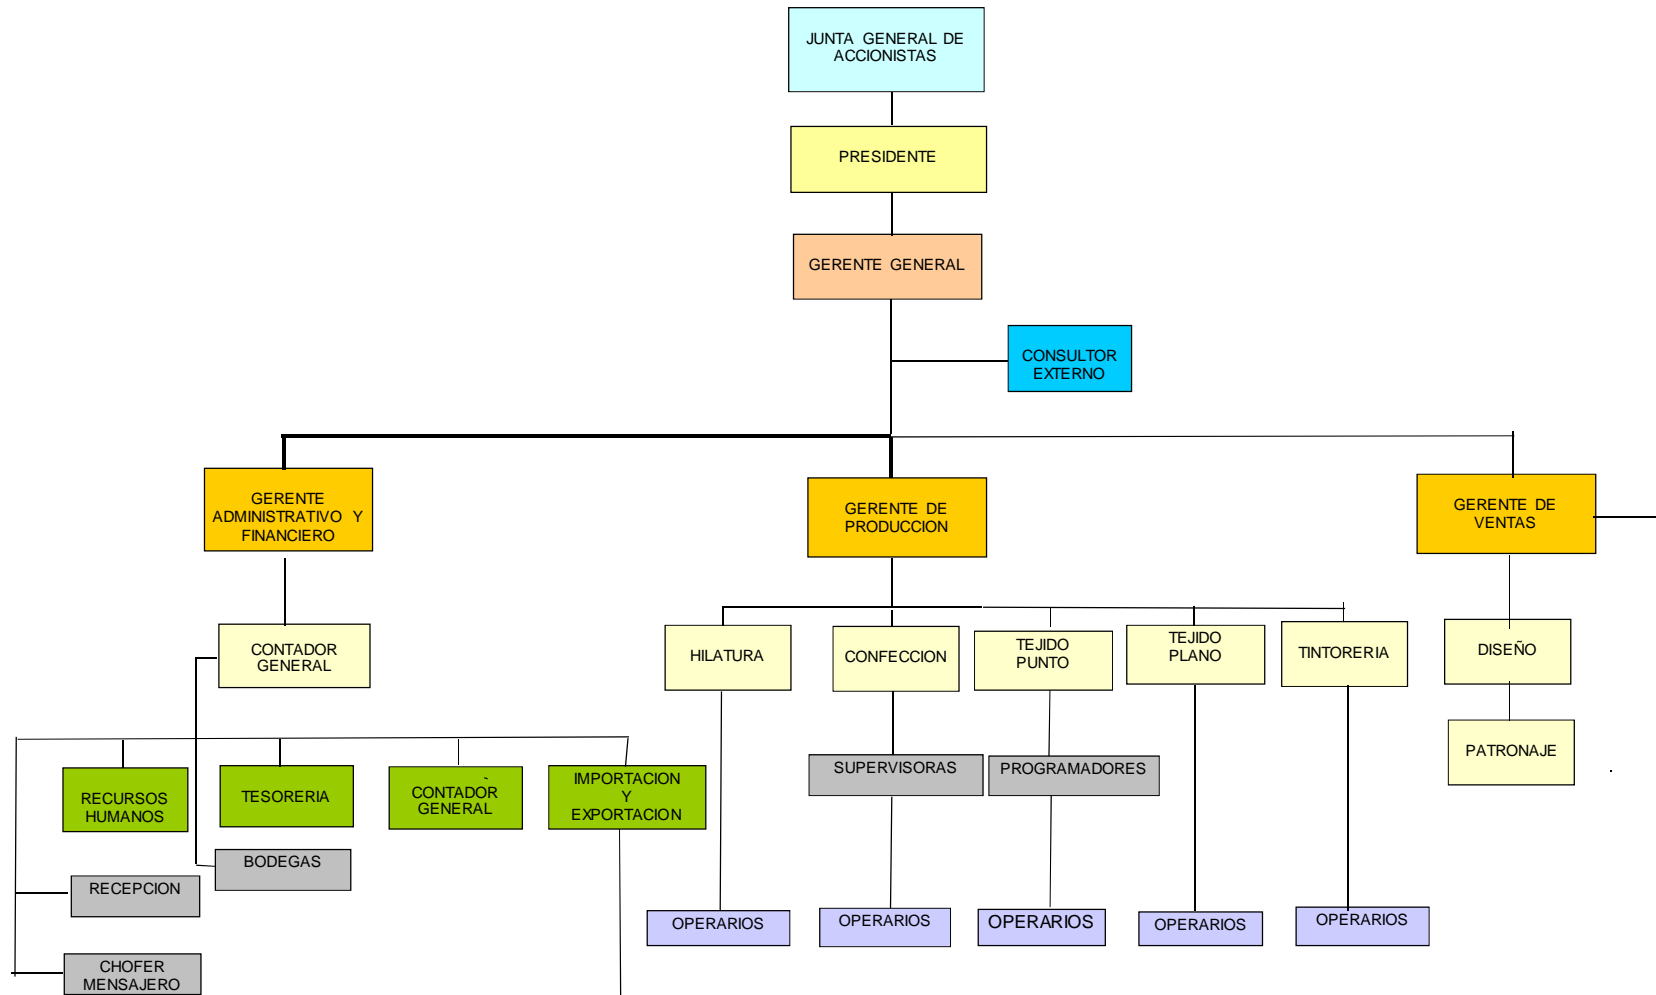 JUNTA GENERAL DE
ACCIONISTAS
PRESIDENTE
GERENTE GENERAL
CONSULTOR
EXTERNO
GERENTE
ADMINISTRATIVO Y
FINANCIERO
GERENTE DE
PRODUCCION
GERENTE DE
VENTAS
CONTADOR
GENERAL
HILATURA
CONFECCION
TEJIDO
PUNTO
TEJIDO
PLANO
TINTORERIA
DISEÑO
PATRONAJE
RECURSOS
HUMANOS
TESORERIA
CONTADOR
GENERAL
IMPORTACION
Y
EXPORTACION
SUPERVISORAS
PROGRAMADORES
BODEGAS
RECEPCION
CHOFER
MENSAJERO
OPERARIOS
OPERARIOS
OPERARIOS
OPERARIOS
OPERARIOS